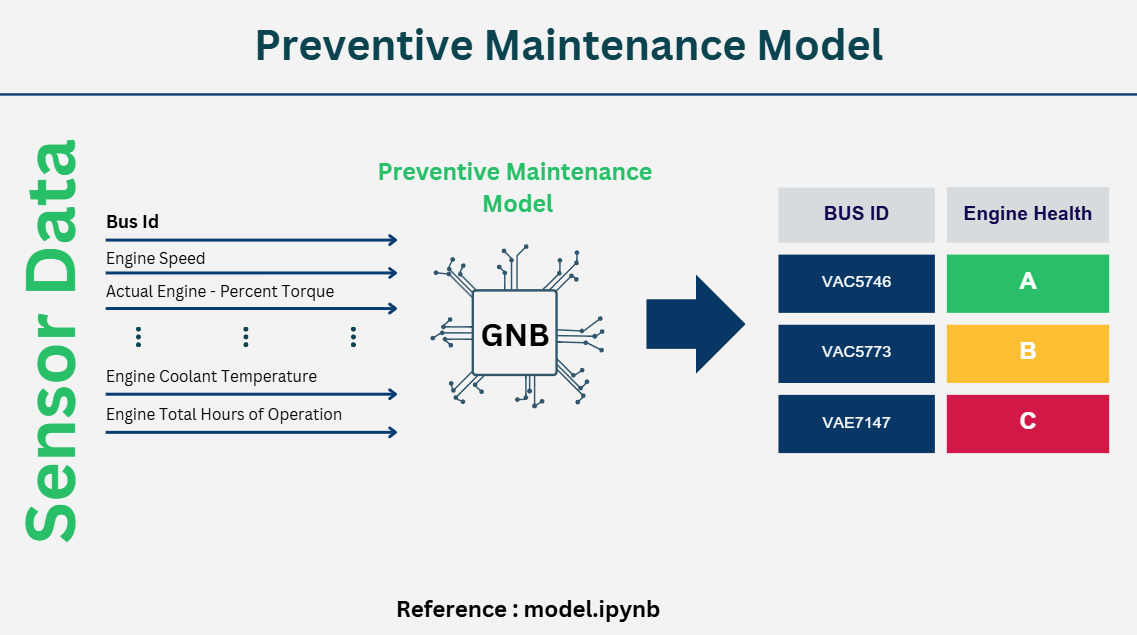 Preventive Maintenance Model
Sensor Data
Bus Id
Engine Speed
Actual Engine - Percent Torque
Engine Coolant Temperature
Engine Total Hours of Operation
Preventive Maintenance
Model
GNB
BUS ID Engine Health
VAC5746 A
VAC5773 B
VAE7147 C
Reference : model.ipynb